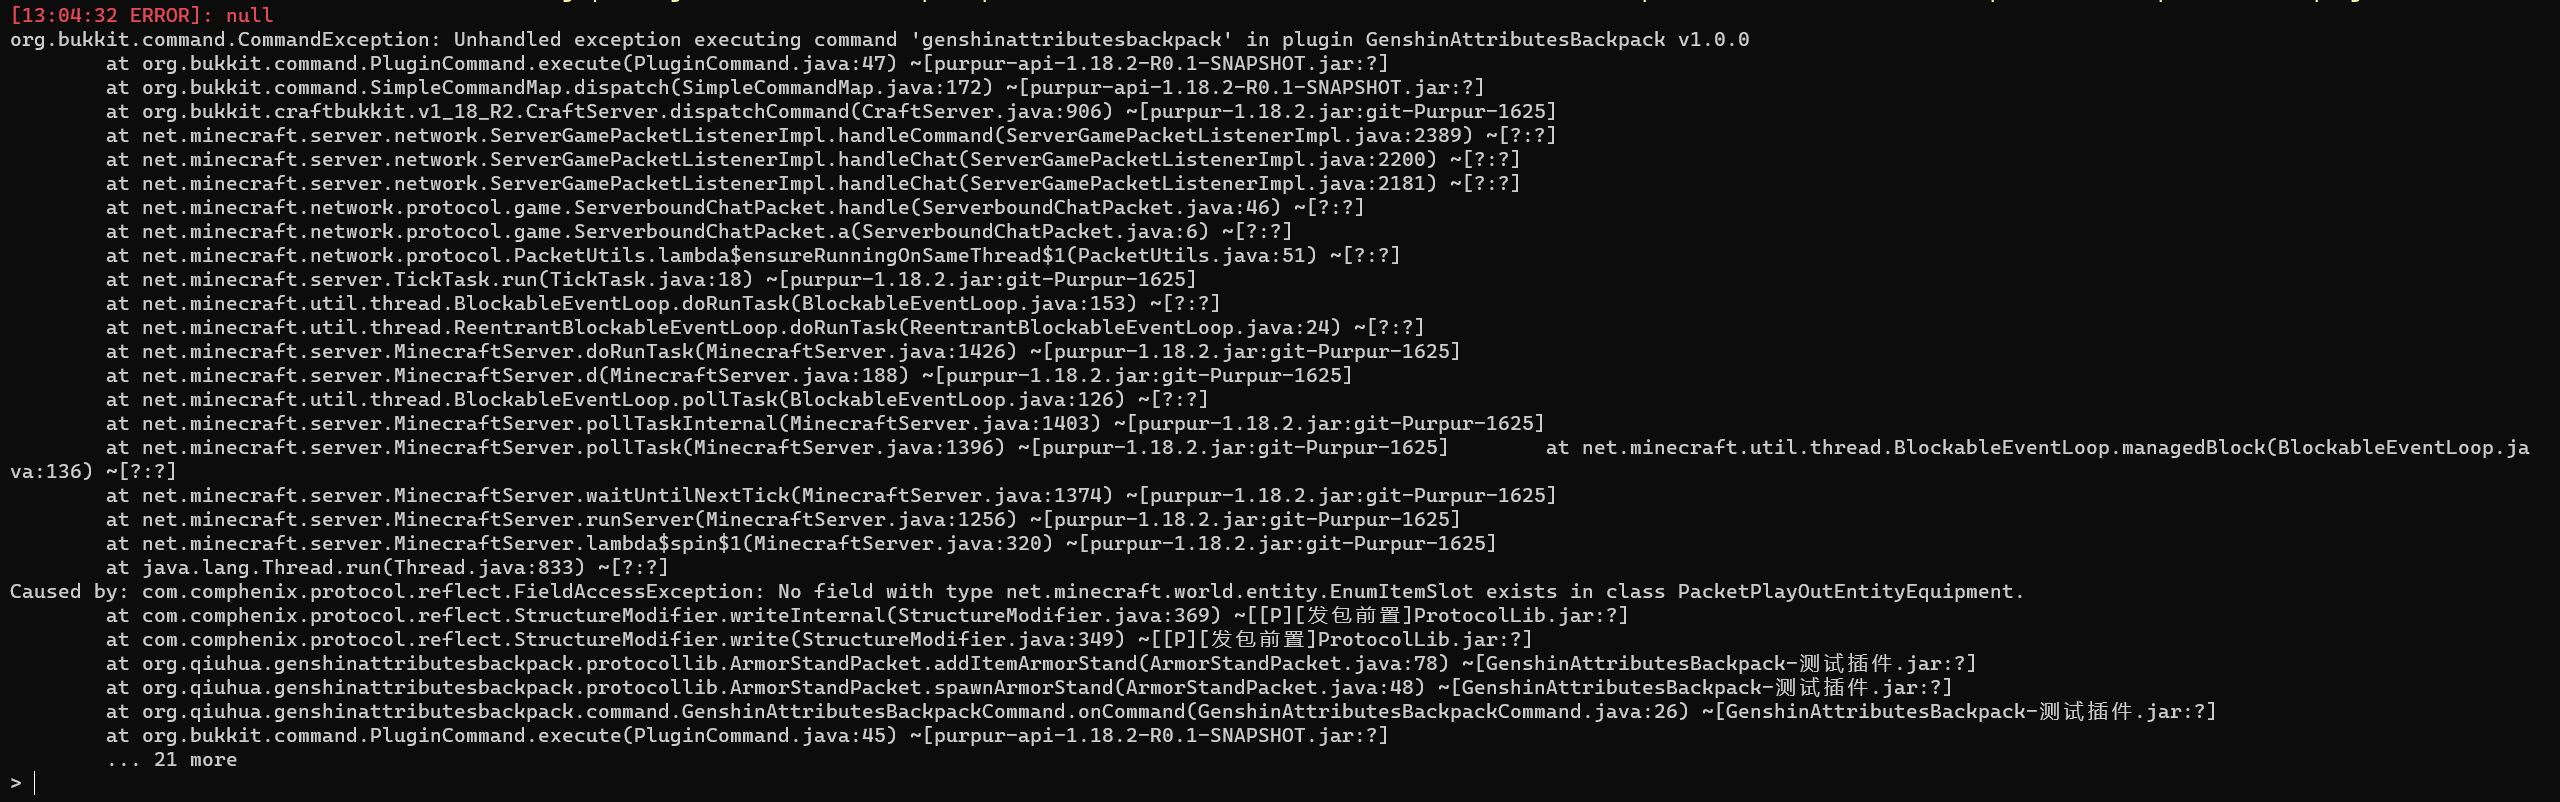 [13:04:32 ERROR]: null
org.bukkit.command.CommandException: Unhandled exception executing command 'genshinattributesbackpack' in plugin GenshinAttributesBackpack v1.0.0
        at org.bukkit.command.PluginCommand.execute(PluginCommand.java:47) ~[purpur-api-1.18.2-R0.1-SNAPSHOT.jar:?]
        at org.bukkit.command.SimpleCommandMap.dispatch(SimpleCommandMap.java:172) ~[purpur-api-1.18.2-R0.1-SNAPSHOT.jar:?]
        at org.bukkit.craftbukkit.v1_18_R2.CraftServer.dispatchCommand(CraftServer.java:906) ~[purpur-1.18.2.jar:git-Purpur-1625]
        at net.minecraft.server.network.ServerGamePacketListenerImpl.handleCommand(ServerGamePacketListenerImpl.java:2389) ~[?:?]
        at net.minecraft.server.network.ServerGamePacketListenerImpl.handleChat(ServerGamePacketListenerImpl.java:2200) ~[?:?]
        at net.minecraft.server.network.ServerGamePacketListenerImpl.handleChat(ServerGamePacketListenerImpl.java:2181) ~[?:?]
        at net.minecraft.network.protocol.game.ServerboundChatPacket.handle(ServerboundChatPacket.java:46) ~[?:?]
        at net.minecraft.network.protocol.game.ServerboundChatPacket.a(ServerboundChatPacket.java:6) ~[?:?]
        at net.minecraft.network.protocol.PacketUtils.lambda$ensureRunningOnSameThread$1(PacketUtils.java:51) ~[?:?]
        at net.minecraft.server.TickTask.run(TickTask.java:18) ~[purpur-1.18.2.jar:git-Purpur-1625]
        at net.minecraft.util.thread.BlockableEventLoop.doRunTask(BlockableEventLoop.java:153) ~[?:?]
        at net.minecraft.util.thread.ReentrantBlockableEventLoop.doRunTask(ReentrantBlockableEventLoop.java:24) ~[?:?]
        at net.minecraft.server.MinecraftServer.doRunTask(MinecraftServer.java:1426) ~[purpur-1.18.2.jar:git-Purpur-1625]
        at net.minecraft.server.MinecraftServer.d(MinecraftServer.java:188) ~[purpur-1.18.2.jar:git-Purpur-1625]
        at net.minecraft.util.thread.BlockableEventLoop.pollTask(BlockableEventLoop.java:126) ~[?:?]
        at net.minecraft.server.MinecraftServer.pollTaskInternal(MinecraftServer.java:1403) ~[purpur-1.18.2.jar:git-Purpur-1625]
        at net.minecraft.server.MinecraftServer.pollTask(MinecraftServer.java:1396) ~[purpur-1.18.2.jar:git-Purpur-1625]        at net.minecraft.util.thread.BlockableEventLoop.managedBlock(BlockableEventLoop.ja
va:136) ~[?:?]
        at net.minecraft.server.MinecraftServer.waitUntilNextTick(MinecraftServer.java:1374) ~[purpur-1.18.2.jar:git-Purpur-1625]
        at net.minecraft.server.MinecraftServer.runServer(MinecraftServer.java:1256) ~[purpur-1.18.2.jar:git-Purpur-1625]
        at net.minecraft.server.MinecraftServer.lambda$spin$1(MinecraftServer.java:320) ~[purpur-1.18.2.jar:git-Purpur-1625]
        at java.lang.Thread.run(Thread.java:833) ~[?:?]
Caused by: com.comphenix.protocol.reflect.FieldAccessException: No field with type net.minecraft.world.entity.EnumItemSlot exists in class PacketPlayOutEntityEquipment.
        at com.comphenix.protocol.reflect.StructureModifier.writeInternal(StructureModifier.java:369) ~[[P][发包前置]ProtocolLib.jar:?]
        at com.comphenix.protocol.reflect.StructureModifier.write(StructureModifier.java:349) ~[[P][发包前置]ProtocolLib.jar:?]
        at org.qiuhua.genshinattributesbackpack.protocollib.ArmorStandPacket.addItemArmorStand(ArmorStandPacket.java:78) ~[GenshinAttributesBackpack-测试插件.jar:?]
        at org.qiuhua.genshinattributesbackpack.protocollib.ArmorStandPacket.spawnArmorStand(ArmorStandPacket.java:48) ~[GenshinAttributesBackpack-测试插件.jar:?]
        at org.qiuhua.genshinattributesbackpack.command.GenshinAttributesBackpackCommand.onCommand(GenshinAttributesBackpackCommand.java:26) ~[GenshinAttributesBackpack-测试插件.jar:?]
        at org.bukkit.command.PluginCommand.execute(PluginCommand.java:45) ~[purpur-api-1.18.2-R0.1-SNAPSHOT.jar:?]
        ... 21 more
>